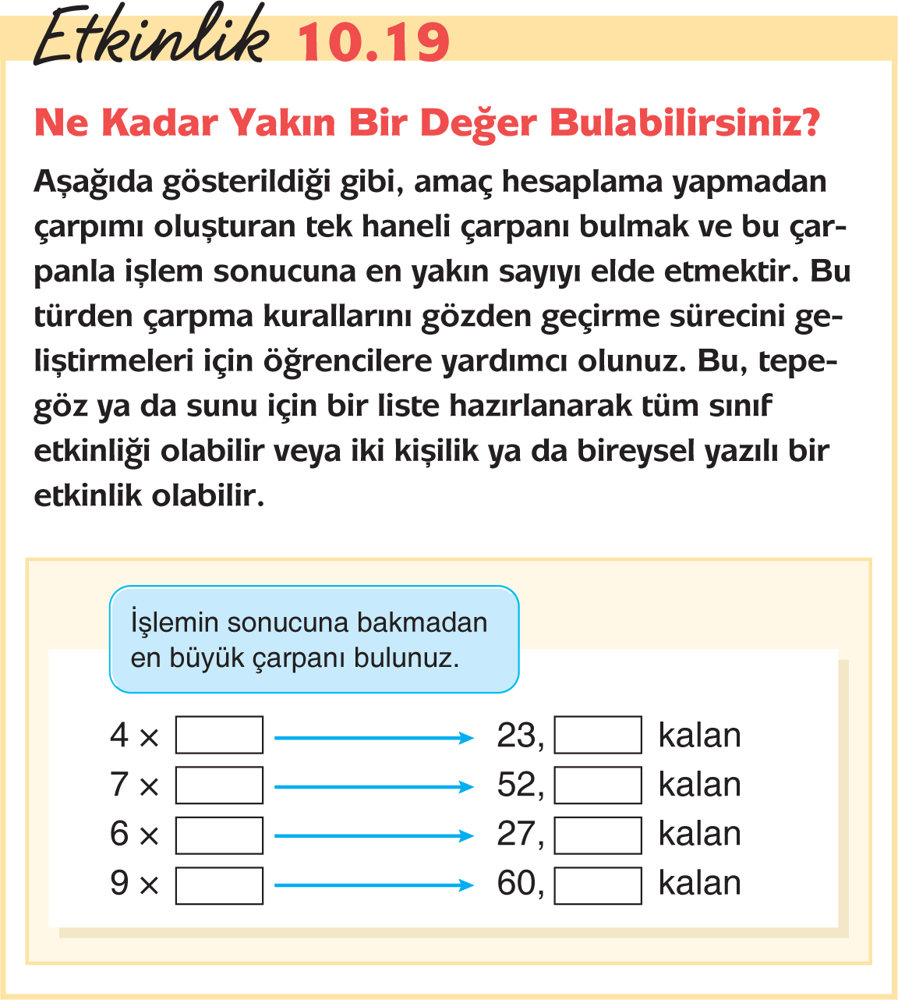 Etkinlik 10.19
Ne Kadar Yakın Bir Değer Bulabilirsiniz?
Aşağıda gösterildiği gibi, amaç hesaplama yapmadan
çarpımı oluşturan tek haneli çarpanı bulmak ve bu çar-
panla işlem sonucuna en yakın sayıyı elde etmektir. Bu
türden çarpma kurallarını gözden geçirme sürecini ge-
liştirmeleri için öğrencilere yardımcı olunuz. Bu, tepe-
göz ya da sunu için bir liste hazırlanarak tüm sınıf
etkinliği olabilir veya iki kişilik ya da bireysel yazılı bir
etkinlik olabilir.
İşlemin sonucuna bakmadan
en büyük çarpanı bulunuz.
4 × 23, kalan
7 × 52, kalan
6 × 27, kalan
9 × 60, kalan